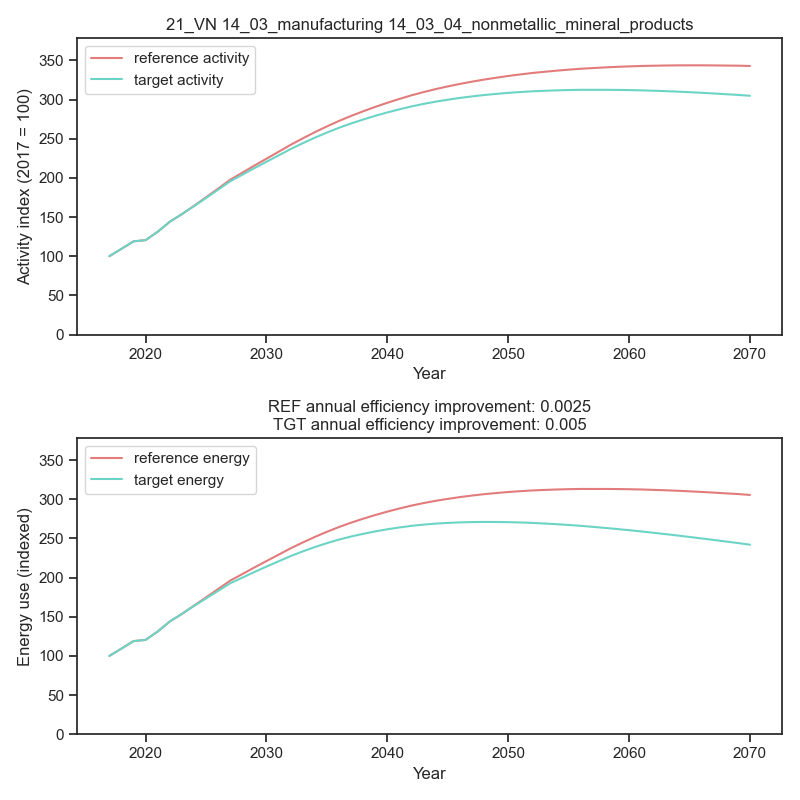 21_VN 14_03_manufacturing 14_03_04_nonmetallic_mineral_products
350
300
250
200
150
100
50
0
Activity index (2017 = 100)
reference activity
target activity
2020 2030 2040 2050 2060 2070
Year
REF annual efficiency improvement: 0.0025
TGT annual efficiency improvement: 0.005
350
300
250
200
150
100
50
0
Energy use (indexed)
reference energy
target energy
2020 2030 2040 2050 2060 2070
Year